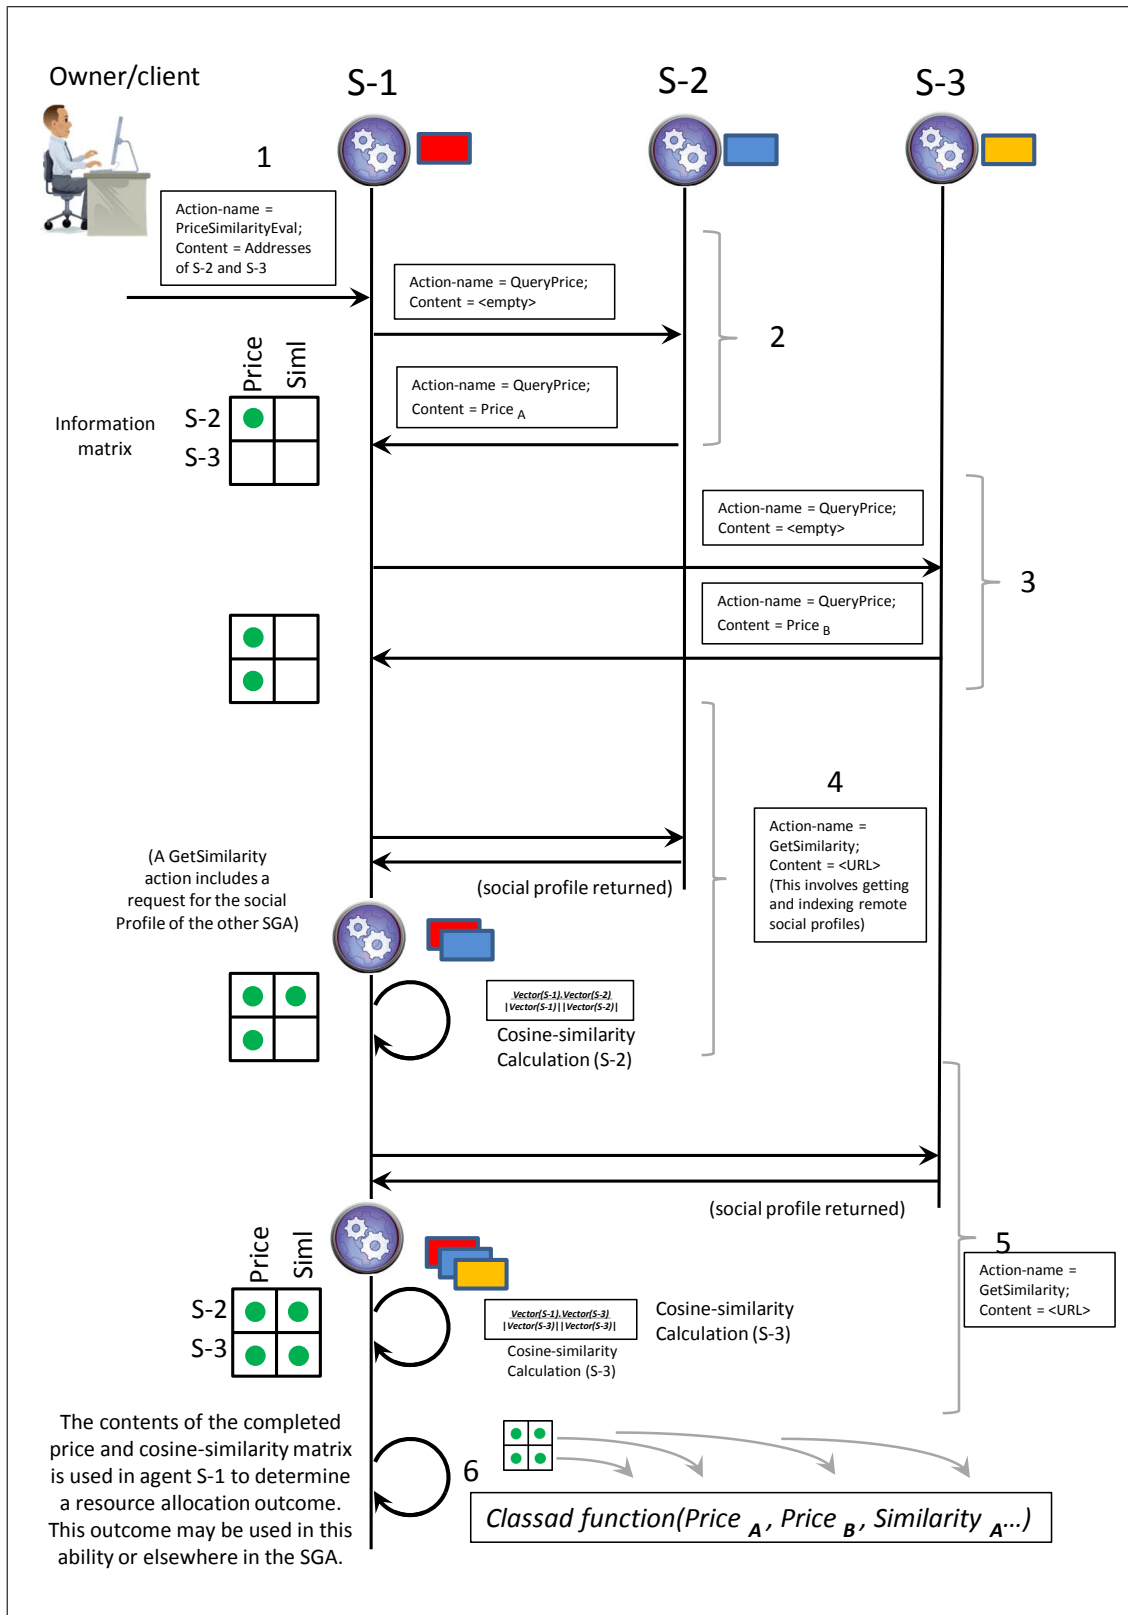 Owner/client
S-1
S-2
S-3
1
Action-name =
PriceSimilarityEval;
Content = Addresses
of S-2 and S-3
Action-name = QueryPrice;
Content = <empty>
2
Price
Siml
Action-name = QueryPrice;
Content = Price A
Information
matrix
S-2
S-3
Action-name = QueryPrice;
Content = <empty>
3
Action-name = QueryPrice;
Content = Price B
4
Action-name =
GetSimilarity;
Content = <URL>
(This involves getting
and indexing remote
social profiles)
(A GetSimilarity
action includes a
request for the social
Profile of the other SGA)
(social profile returned)
Vector(S-1).Vector(S-2)
|Vector(S-1)||Vector(S-2)|
Cosine-similarity
Calculation (S-2)
(social profile returned)
5
Action-name =
GetSimilarity;
Content = <URL>
Price
Siml
S-2
S-3
Vector(S-1).Vector(S-3)
|Vector(S-3)||Vector(S-3)|
Cosine-similarity
Calculation (S-3)
Cosine-similarity
Calculation (S-3)
The contents of the completed
price and cosine-similarity matrix
is used in agent S-1 to determine
a resource allocation outcome.
This outcome may be used in this
ability or elsewhere in the SGA.
6
Classad function(Price A , Price B , Similarity A...)